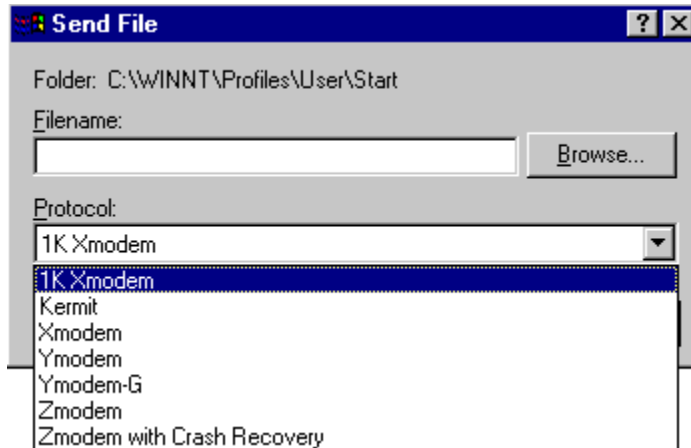 Send File
Folder: C:\WINNT\Profiles\User\Start
Filename:
Browse...
Protocol:
1K Xmodem
1K Xmodem
Kermit
Xmodem
Ymodem
Ymodem-G
Zmodem
Zmodem with Crash Recovery